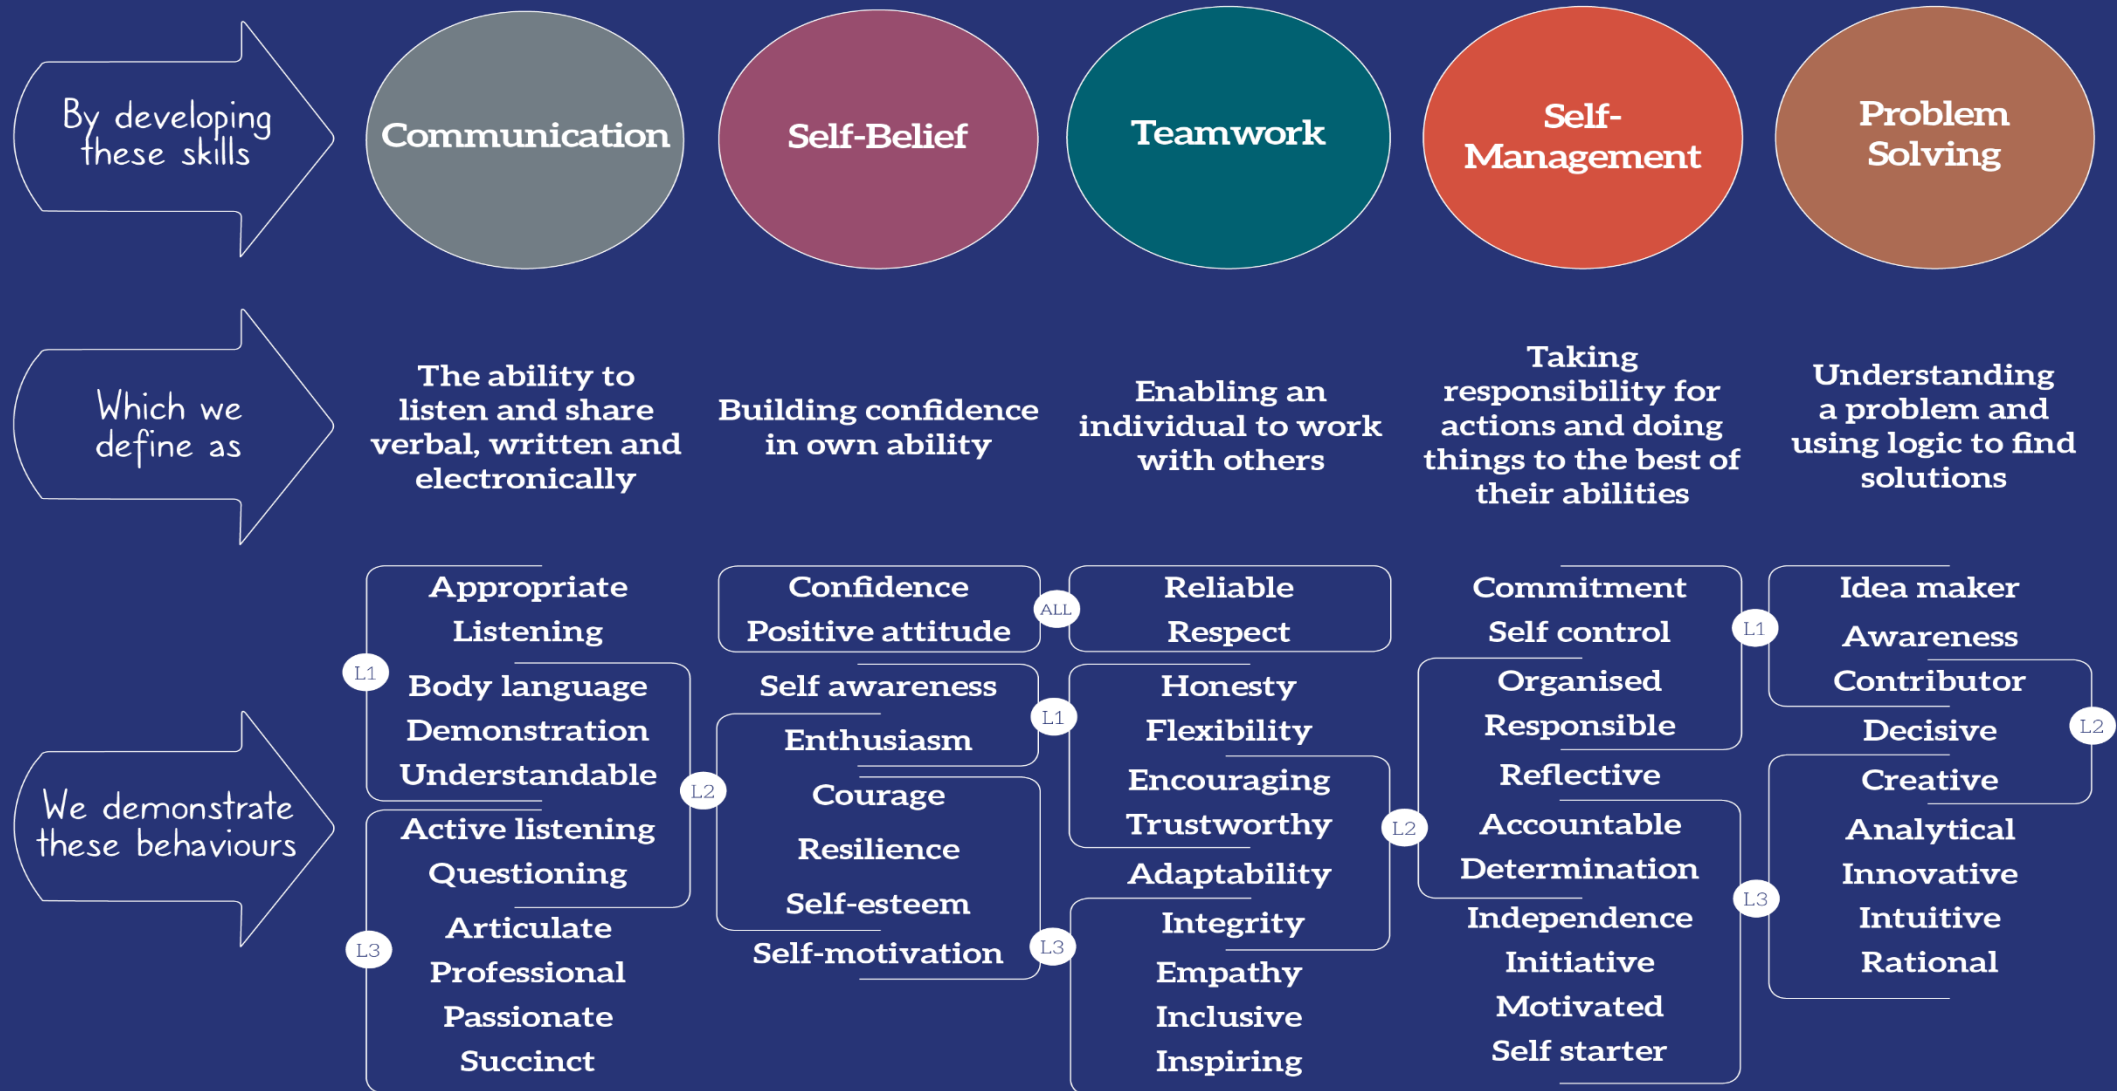 By developing
these skills
Communication
Self-Belief
Teamwork
Self-
Management
Problem
Solving
Which we
define as
The ability to
listen and share
verbal, written and
electronically
Building confidence
in own ability
Enabling an
individual to work
with others
Taking
responsibility for
actions and doing
things to the best of
their abilities
Understanding
a problem and
using logic to find
solutions
We demonstrate
these behaviours
L1
Appropriate
Listening
Body language
Demonstration
Understandable
L2
L3
Active listening
Questioning
Articulate
Professional
Passionate
Succinct
Confidence
Positive attitude
ALL
Self awareness
L1
Enthusiasm
Courage
Resilience
Self-esteem
Self-motivation
L3
Reliable
Respect
Honesty
Flexibility
Encouraging
Trustworthy
L2
Adaptability
Integrity
Empathy
Inclusive
Inspiring
Commitment
Self control
L1
Organised
Responsible
Reflective
Accountable
Determination
L3
Independence
Initiative
Motivated
Self starter
Idea maker
Awareness
Contributor
L2
Decisive
Creative
Analytical
Innovative
Intuitive
Rational